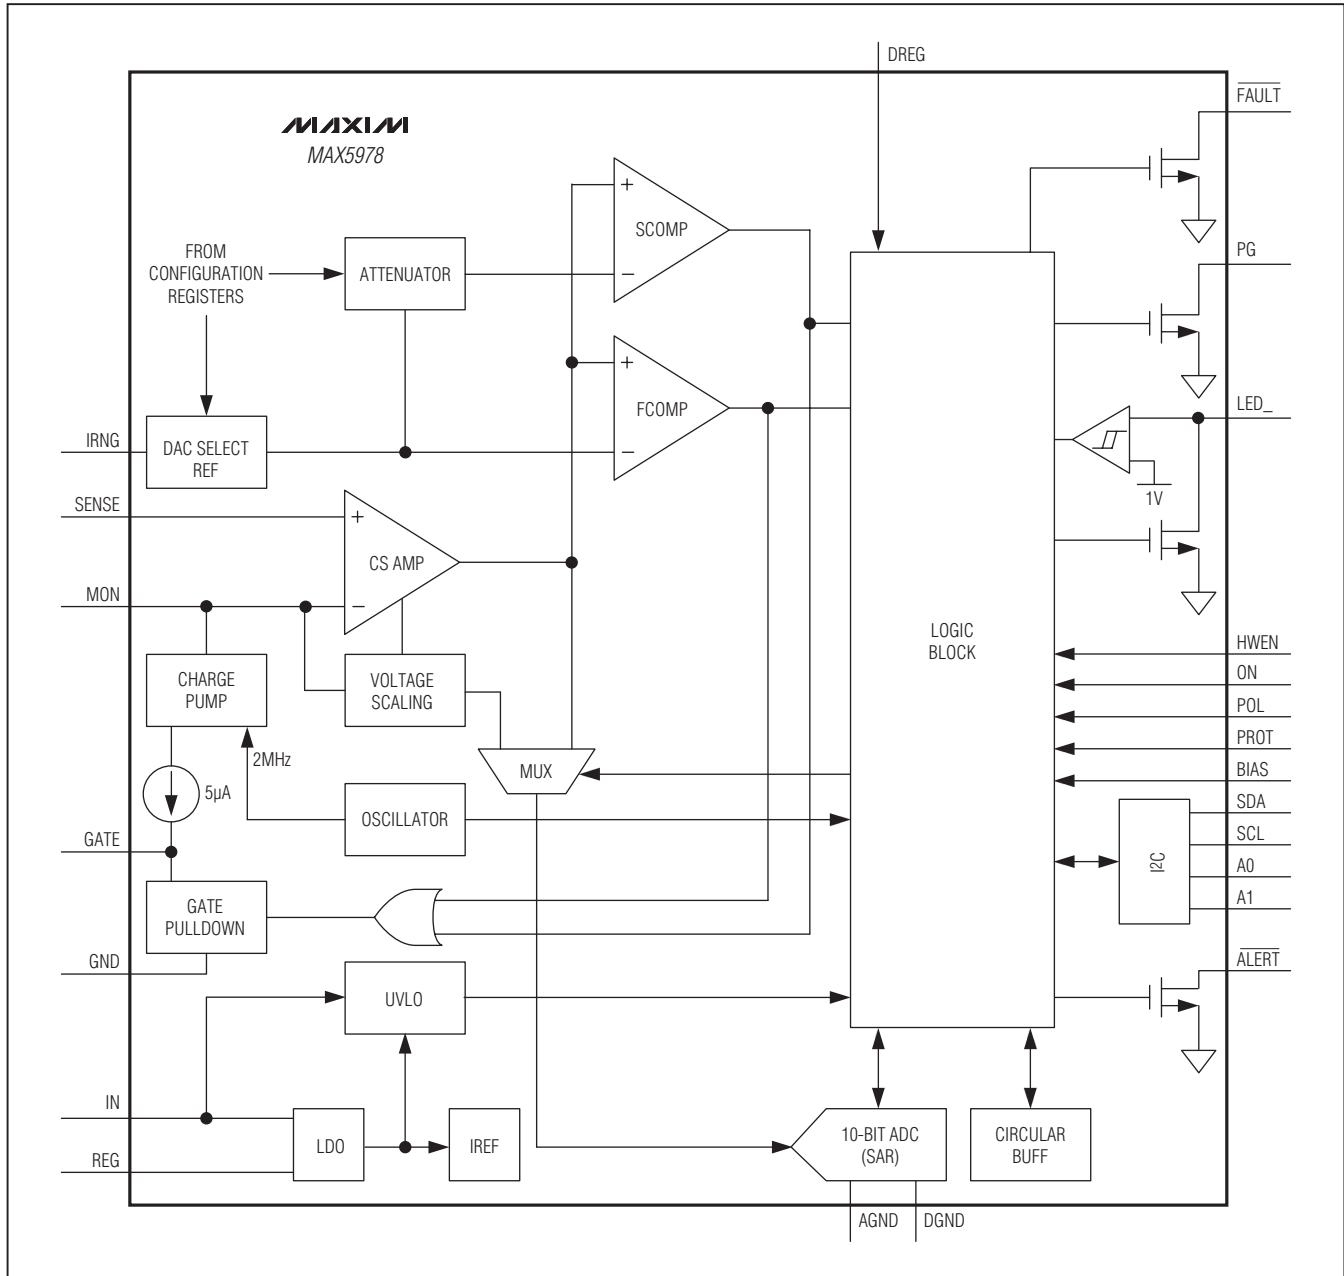 DREG
FAULT
MAXIM
MAX5978
+
SCOMP
−
FROM
CONFIGURATION
REGISTERS
ATTENUATOR
PG
+
FCOMP
−
LED_
1V
IRNG
DAC SELECT
REF
SENSE
+
CS AMP
−
MON
LOGIC
BLOCK
CHARGE
PUMP
VOLTAGE
SCALING
HWEN
ON
POL
PROT
BIAS
2MHz
MUX
5µA
OSCILLATOR
SDA
SCL
A0
A1
I²C
GATE
GATE
PULLDOWN
GND
UVLO
ALERT
IN
LDO
IREF
REG
10-BIT ADC
(SAR)
CIRCULAR
BUFF
AGND
DGND